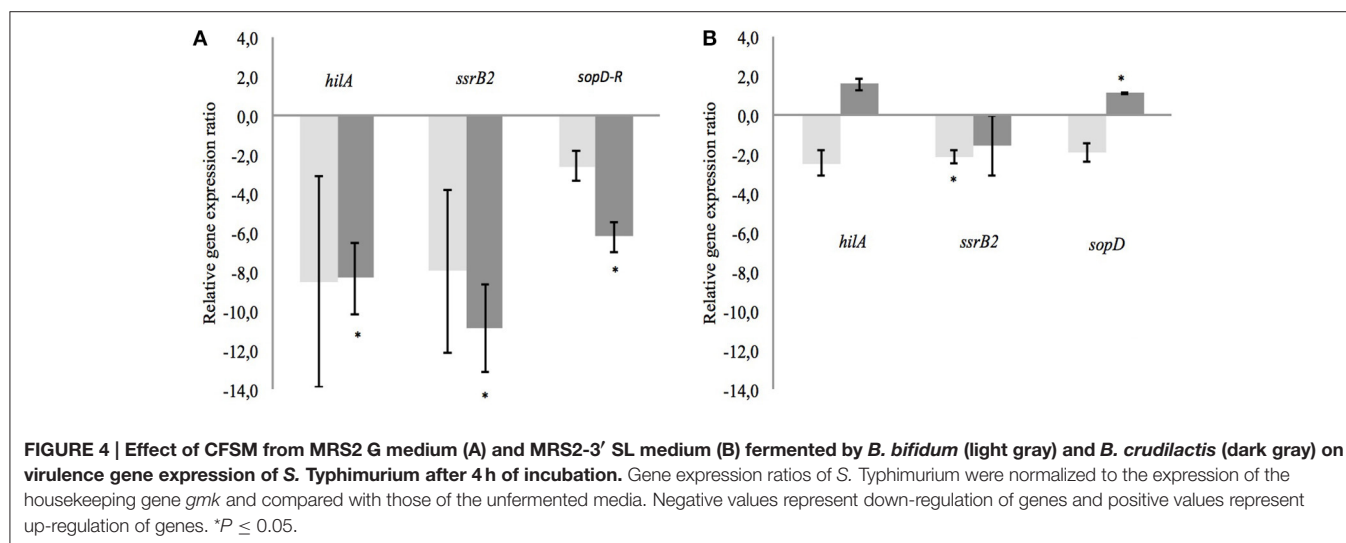 A
4,0
2,0
0,0
-2,0
-4,0
-6,0
-8,0
-10,0
-12,0
-14,0
Relative gene expression ratio
hilA ssrB2 sopD-R
*
*
*
B
4,0
2,0
0,0
-2,0
-4,0
-6,0
-8,0
-10,0
-12,0
-14,0
Relative gene expression ratio
*
*
hilA ssrB2 sopD
FIGURE 4 | Effect of CFSM from MRS2 G medium (A) and MRS2-3′ SL medium (B) fermented by B. bifidum (light gray) and B. crudilactis (dark gray) on
virulence gene expression of S. Typhimurium after 4 h of incubation. Gene expression ratios of S. Typhimurium were normalized to the expression of the
housekeeping gene gmk and compared with those of the unfermented media. Negative values represent down-regulation of genes and positive values represent
up-regulation of genes. *P ≤ 0.05.